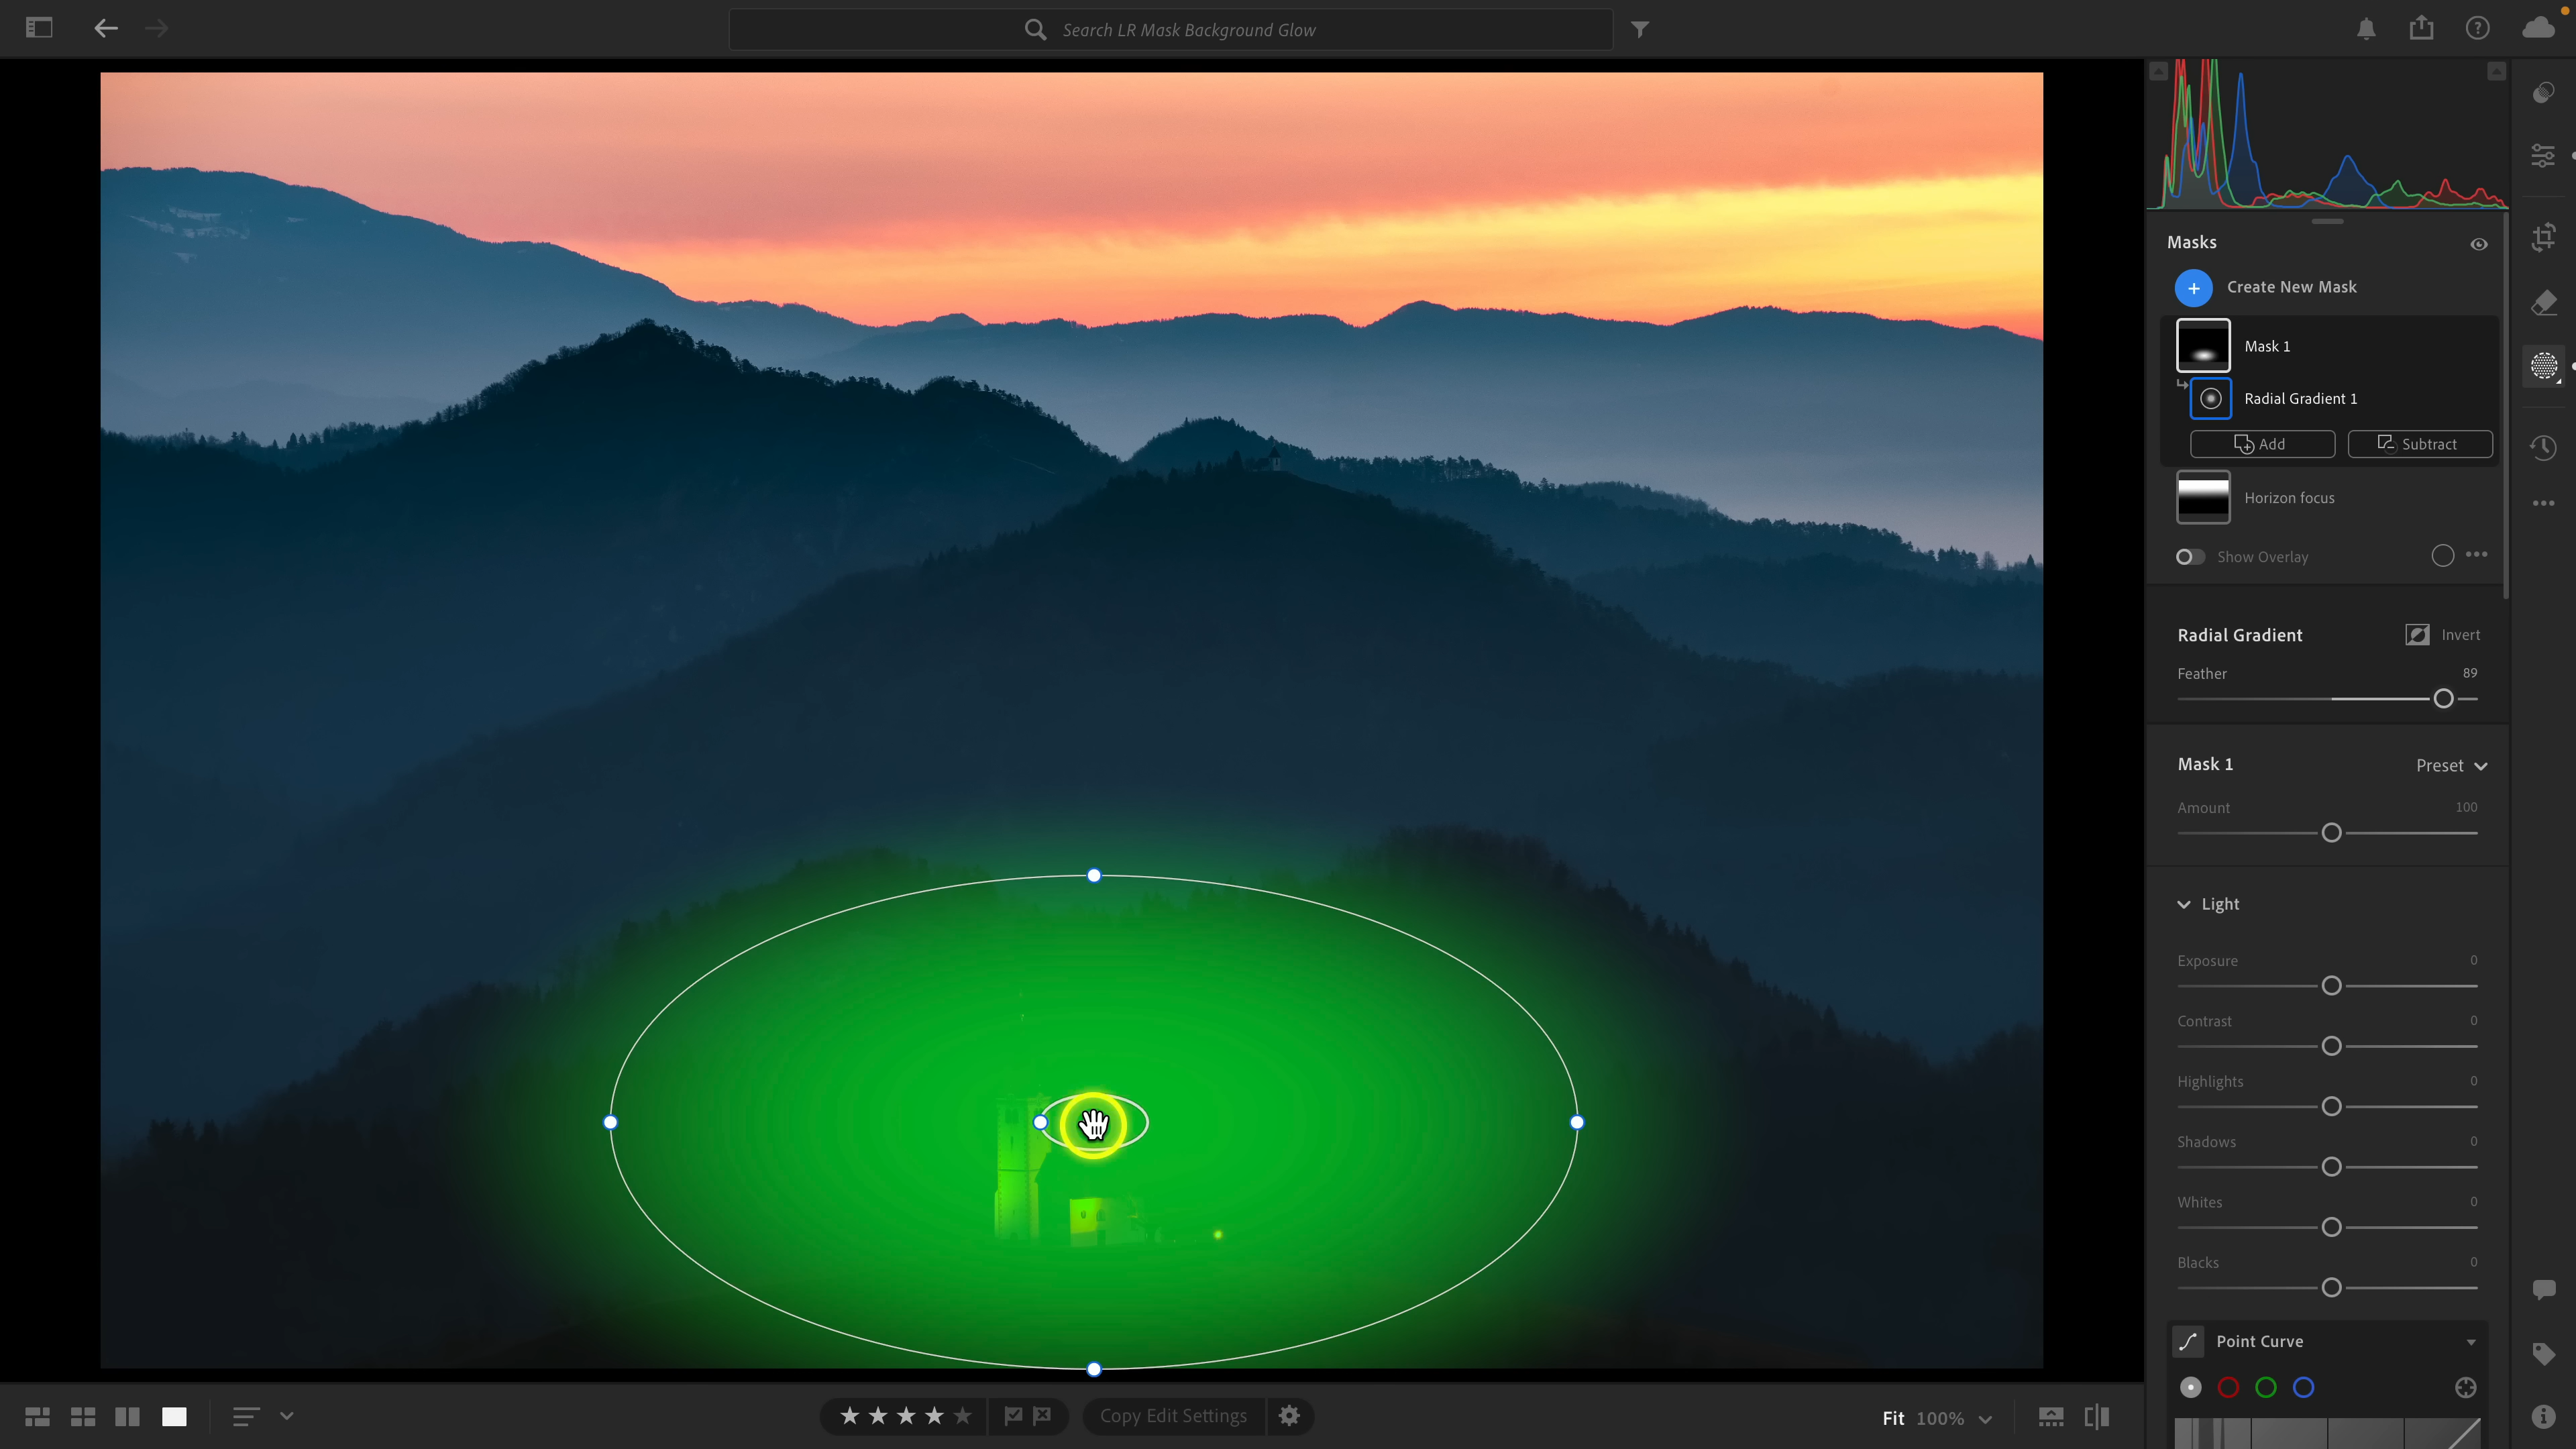 Search LR Mask Background Glow
Masks
Create New Mask
Mask 1
Radial Gradient 1
Add
Subtract
Horizon focus
Show Overlay
Radial Gradient
Invert
Feather
89
Mask 1
Preset
Amount
100
Light
Exposure
0
Contrast
0
Highlights
0
Shadows
0
Whites
0
Blacks
0
Point Curve
Copy Edit Settings
Fit 100%